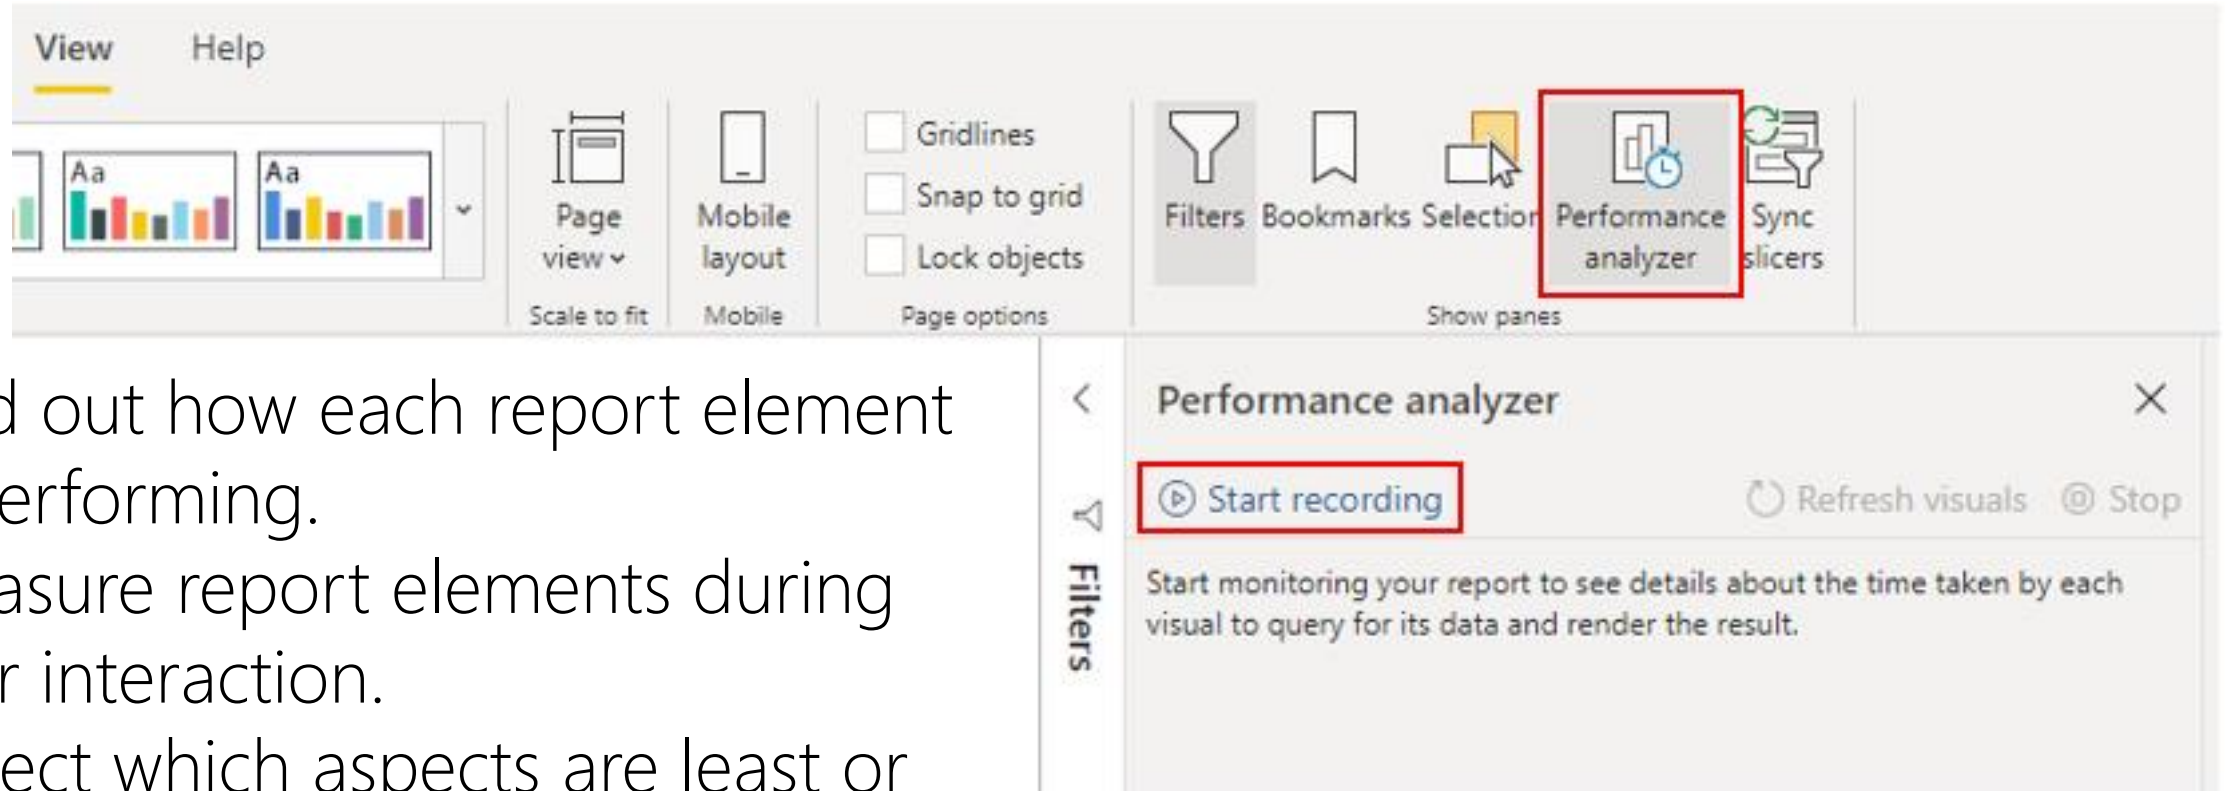 View Help
Aa Aa
Page view
Mobile layout
Gridlines
Snap to grid
Lock objects
Filters Bookmarks Selection Performance analyzer Sync slicers
Scale to fit Mobile Page options Show panes
out how each report element
erforming.
asure report elements during
r interaction.
ect which aspects are least or
Filters
Performance analyzer
Start recording Refresh visuals Stop
Start monitoring your report to see details about the time taken by each
visual to query for its data and render the result.